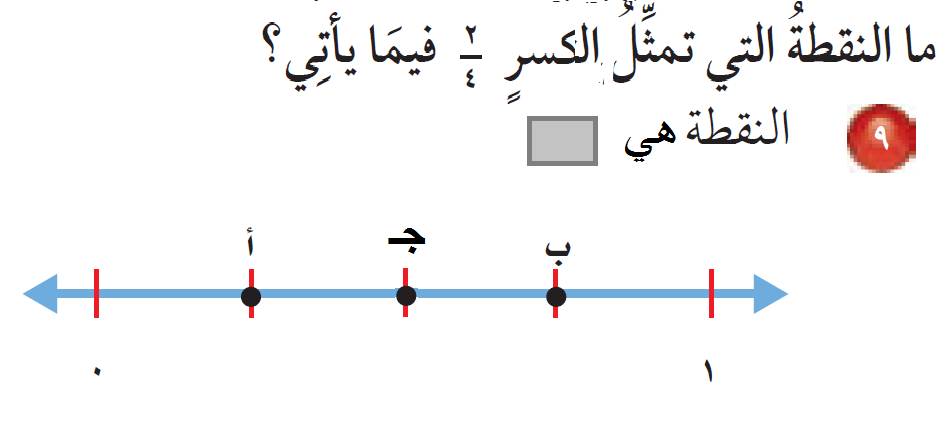 ما النقطةُ التي تمثِّلُ الكسرِ ٢/٤ فيمَا يأتِي؟
٩ النقطة هي
أ جـ ب
٠ ١